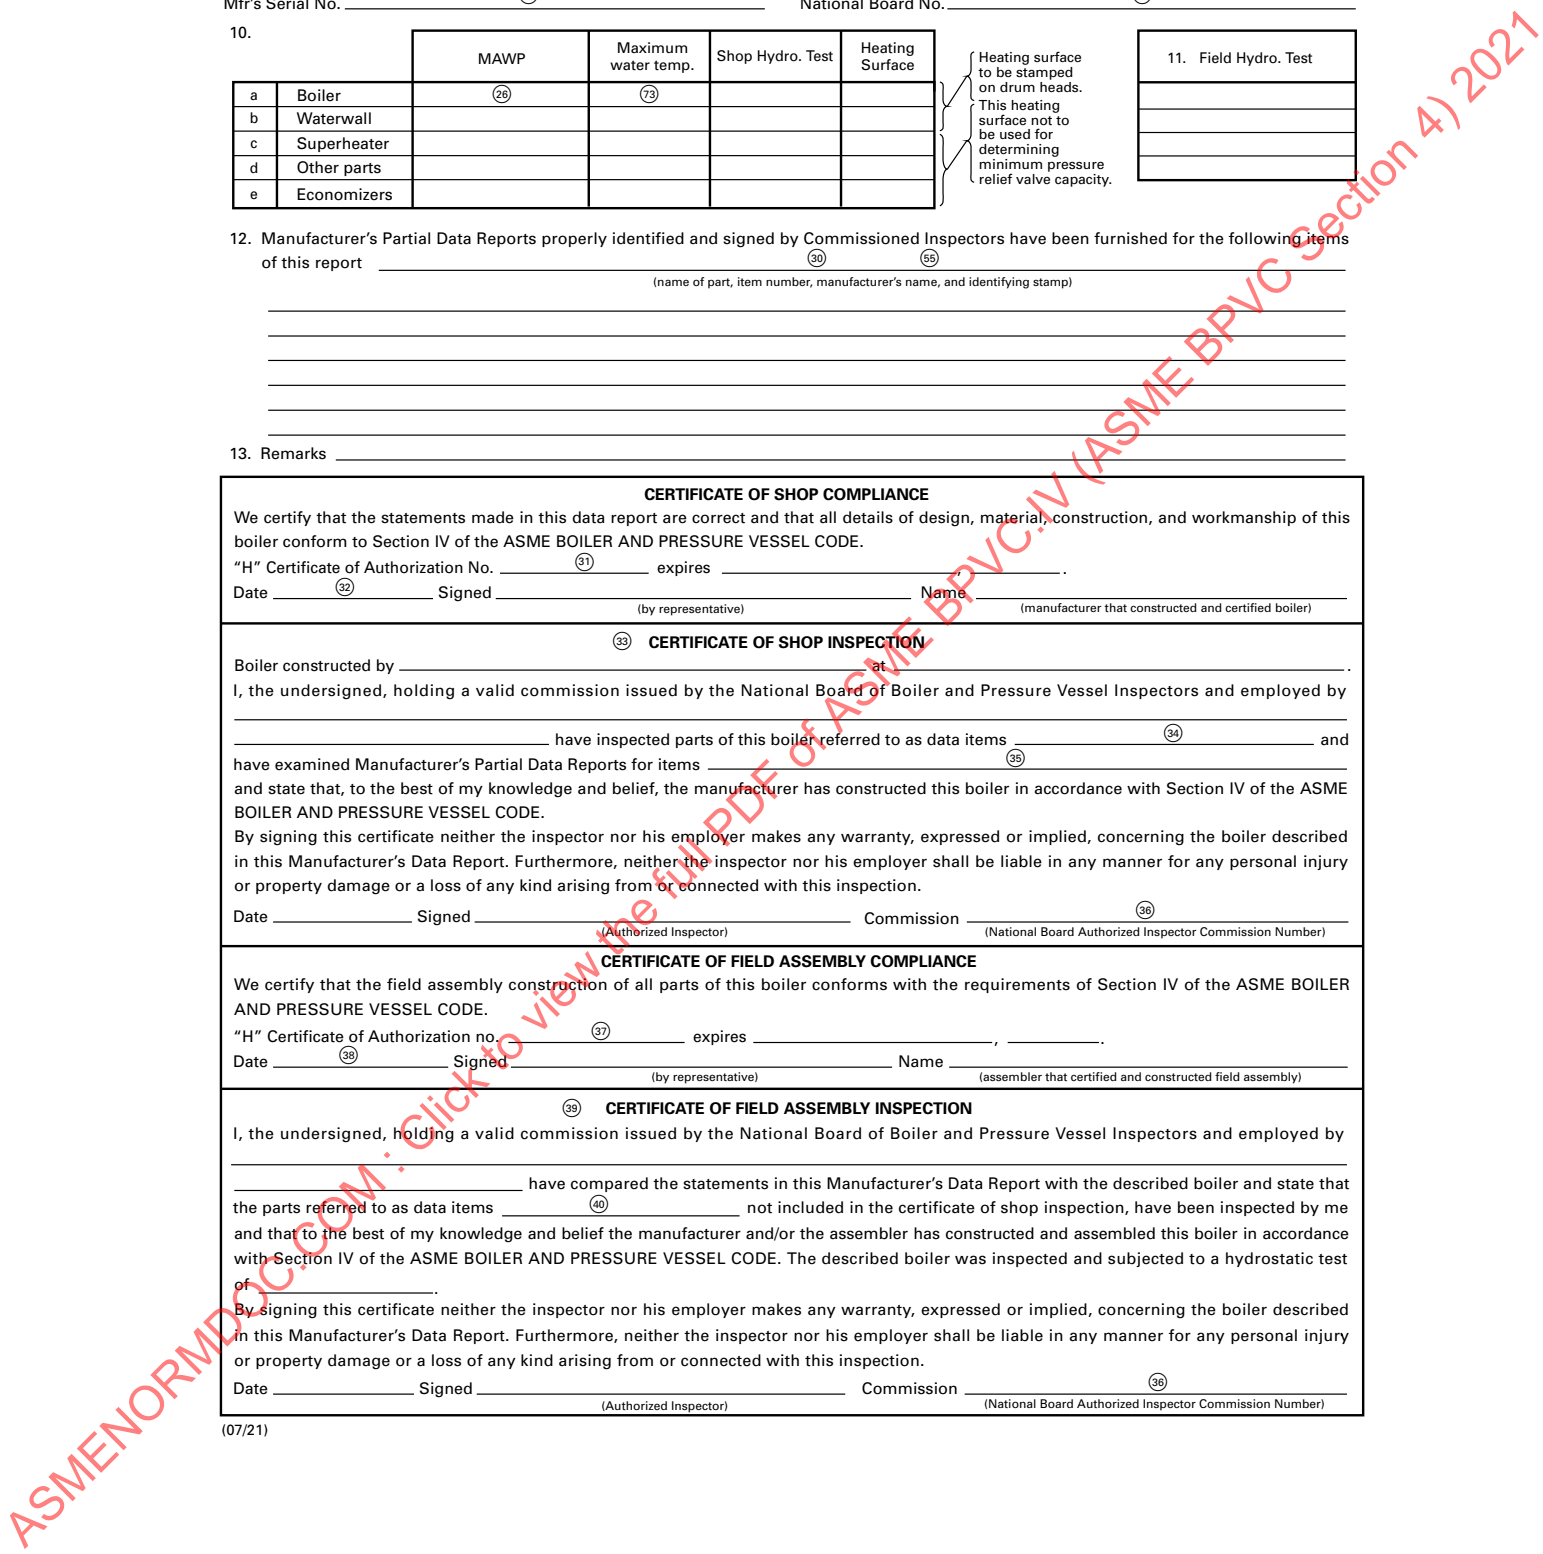 Mfr's Serial No. National Board No.
10.
MAWP Maximum water temp. Shop Hydro. Test Heating Surface
11. Field Hydro. Test
a Boiler 26 73
b Waterwall
c Superheater
d Other parts
e Economizers
Heating surface
to be stamped
on drum heads.
This heating
surface not to
be used for
determining
minimum pressure
relief valve capacity.
12. Manufacturer's Partial Data Reports properly identified and signed by Commissioned Inspectors have been furnished for the following items
of this report 30 55
(name of part, item number, manufacturer's name, and identifying stamp)
13. Remarks
CERTIFICATE OF SHOP COMPLIANCE
We certify that the statements made in this data report are correct and that all details of design, material, construction, and workmanship of this
boiler conform to Section IV of the ASME BOILER AND PRESSURE VESSEL CODE.
“H” Certificate of Authorization No. 31 expires , .
Date 32 Signed Name
(by representative) (manufacturer that constructed and certified boiler)
33 CERTIFICATE OF SHOP INSPECTION
Boiler constructed by at .
I, the undersigned, holding a valid commission issued by the National Board of Boiler and Pressure Vessel Inspectors and employed by
have inspected parts of this boiler referred to as data items 34 and
have examined Manufacturer's Partial Data Reports for items 35
and state that, to the best of my knowledge and belief, the manufacturer has constructed this boiler in accordance with Section IV of the ASME
BOILER AND PRESSURE VESSEL CODE.
By signing this certificate neither the inspector nor his employer makes any warranty, expressed or implied, concerning the boiler described
in this Manufacturer's Data Report. Furthermore, neither the inspector nor his employer shall be liable in any manner for any personal injury
or property damage or a loss of any kind arising from or connected with this inspection.
Date Signed Commission 36
(Authorized Inspector) (National Board Authorized Inspector Commission Number)
CERTIFICATE OF FIELD ASSEMBLY COMPLIANCE
We certify that the field assembly construction of all parts of this boiler conforms with the requirements of Section IV of the ASME BOILER
AND PRESSURE VESSEL CODE.
“H” Certificate of Authorization no. 37 expires , .
Date 38 Signed Name
(by representative) (assembler that certified and constructed field assembly)
39 CERTIFICATE OF FIELD ASSEMBLY INSPECTION
I, the undersigned, holding a valid commission issued by the National Board of Boiler and Pressure Vessel Inspectors and employed by
have compared the statements in this Manufacturer's Data Report with the described boiler and state that
the parts referred to as data items 40 not included in the certificate of shop inspection, have been inspected by me
and that to the best of my knowledge and belief the manufacturer and/or the assembler has constructed and assembled this boiler in accordance
with Section IV of the ASME BOILER AND PRESSURE VESSEL CODE. The described boiler was inspected and subjected to a hydrostatic test
of .
By signing this certificate neither the inspector nor his employer makes any warranty, expressed or implied, concerning the boiler described
in this Manufacturer's Data Report. Furthermore, neither the inspector nor his employer shall be liable in any manner for any personal injury
or property damage or a loss of any kind arising from or connected with this inspection.
Date Signed Commission 36
(Authorized Inspector) (National Board Authorized Inspector Commission Number)
(07/21)
ASMENORMDOC.COM : Click to view the full PDF of ASME BPVC.IV (ASME BPVC Section 4) 2021